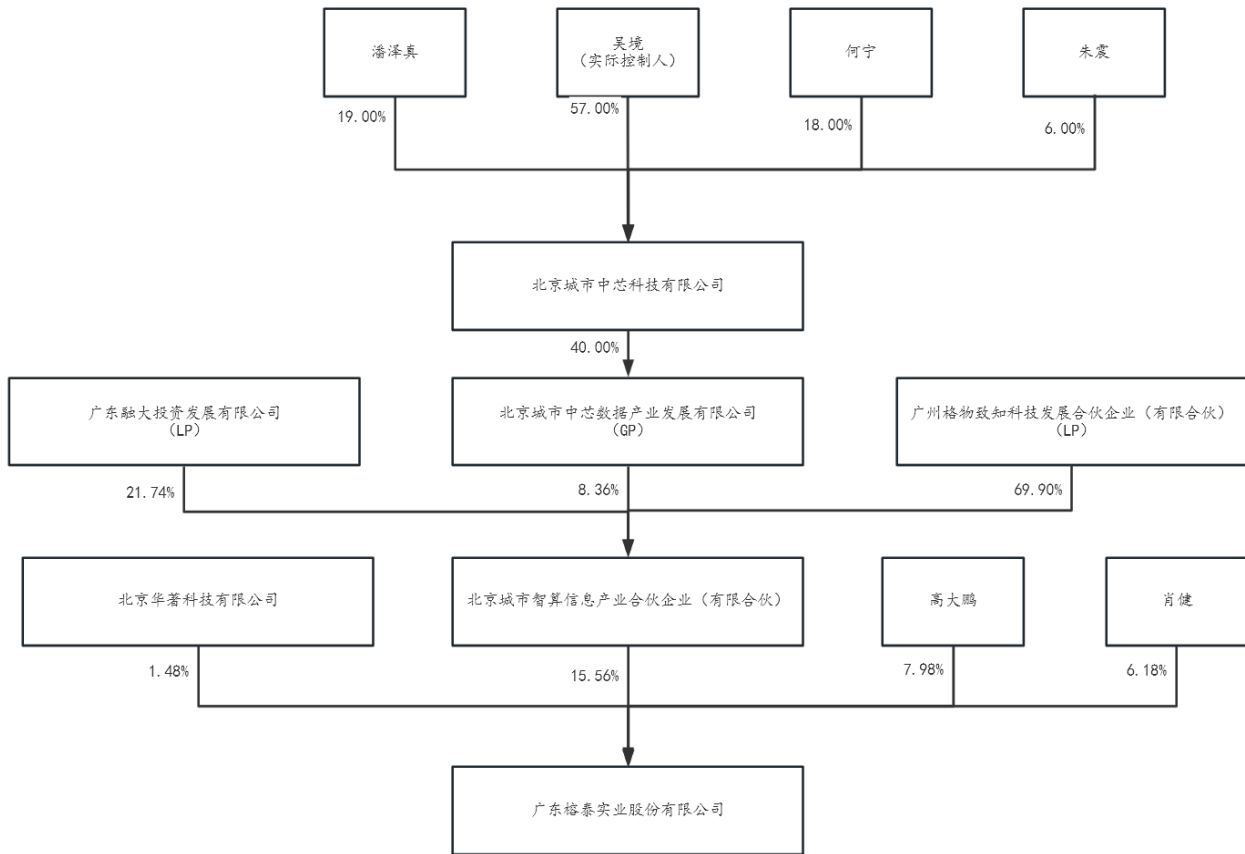 潘泽真
吴境
（实际控制人）
何宁
朱震
19.00%
57.00%
18.00%
6.00%
北京城市中芯科技有限公司
40.00%
广东融大投资发展有限公司
（LP）
北京城市中芯数据产业发展有限公司
（GP）
广州格物致知科技发展合伙企业（有限合伙）
（LP）
21.74%
8.36%
69.90%
北京华著科技有限公司
北京城市智算信息产业合伙企业（有限合伙）
高大鹏
肖健
1.48%
15.56%
7.98%
6.18%
广东榕泰实业股份有限公司